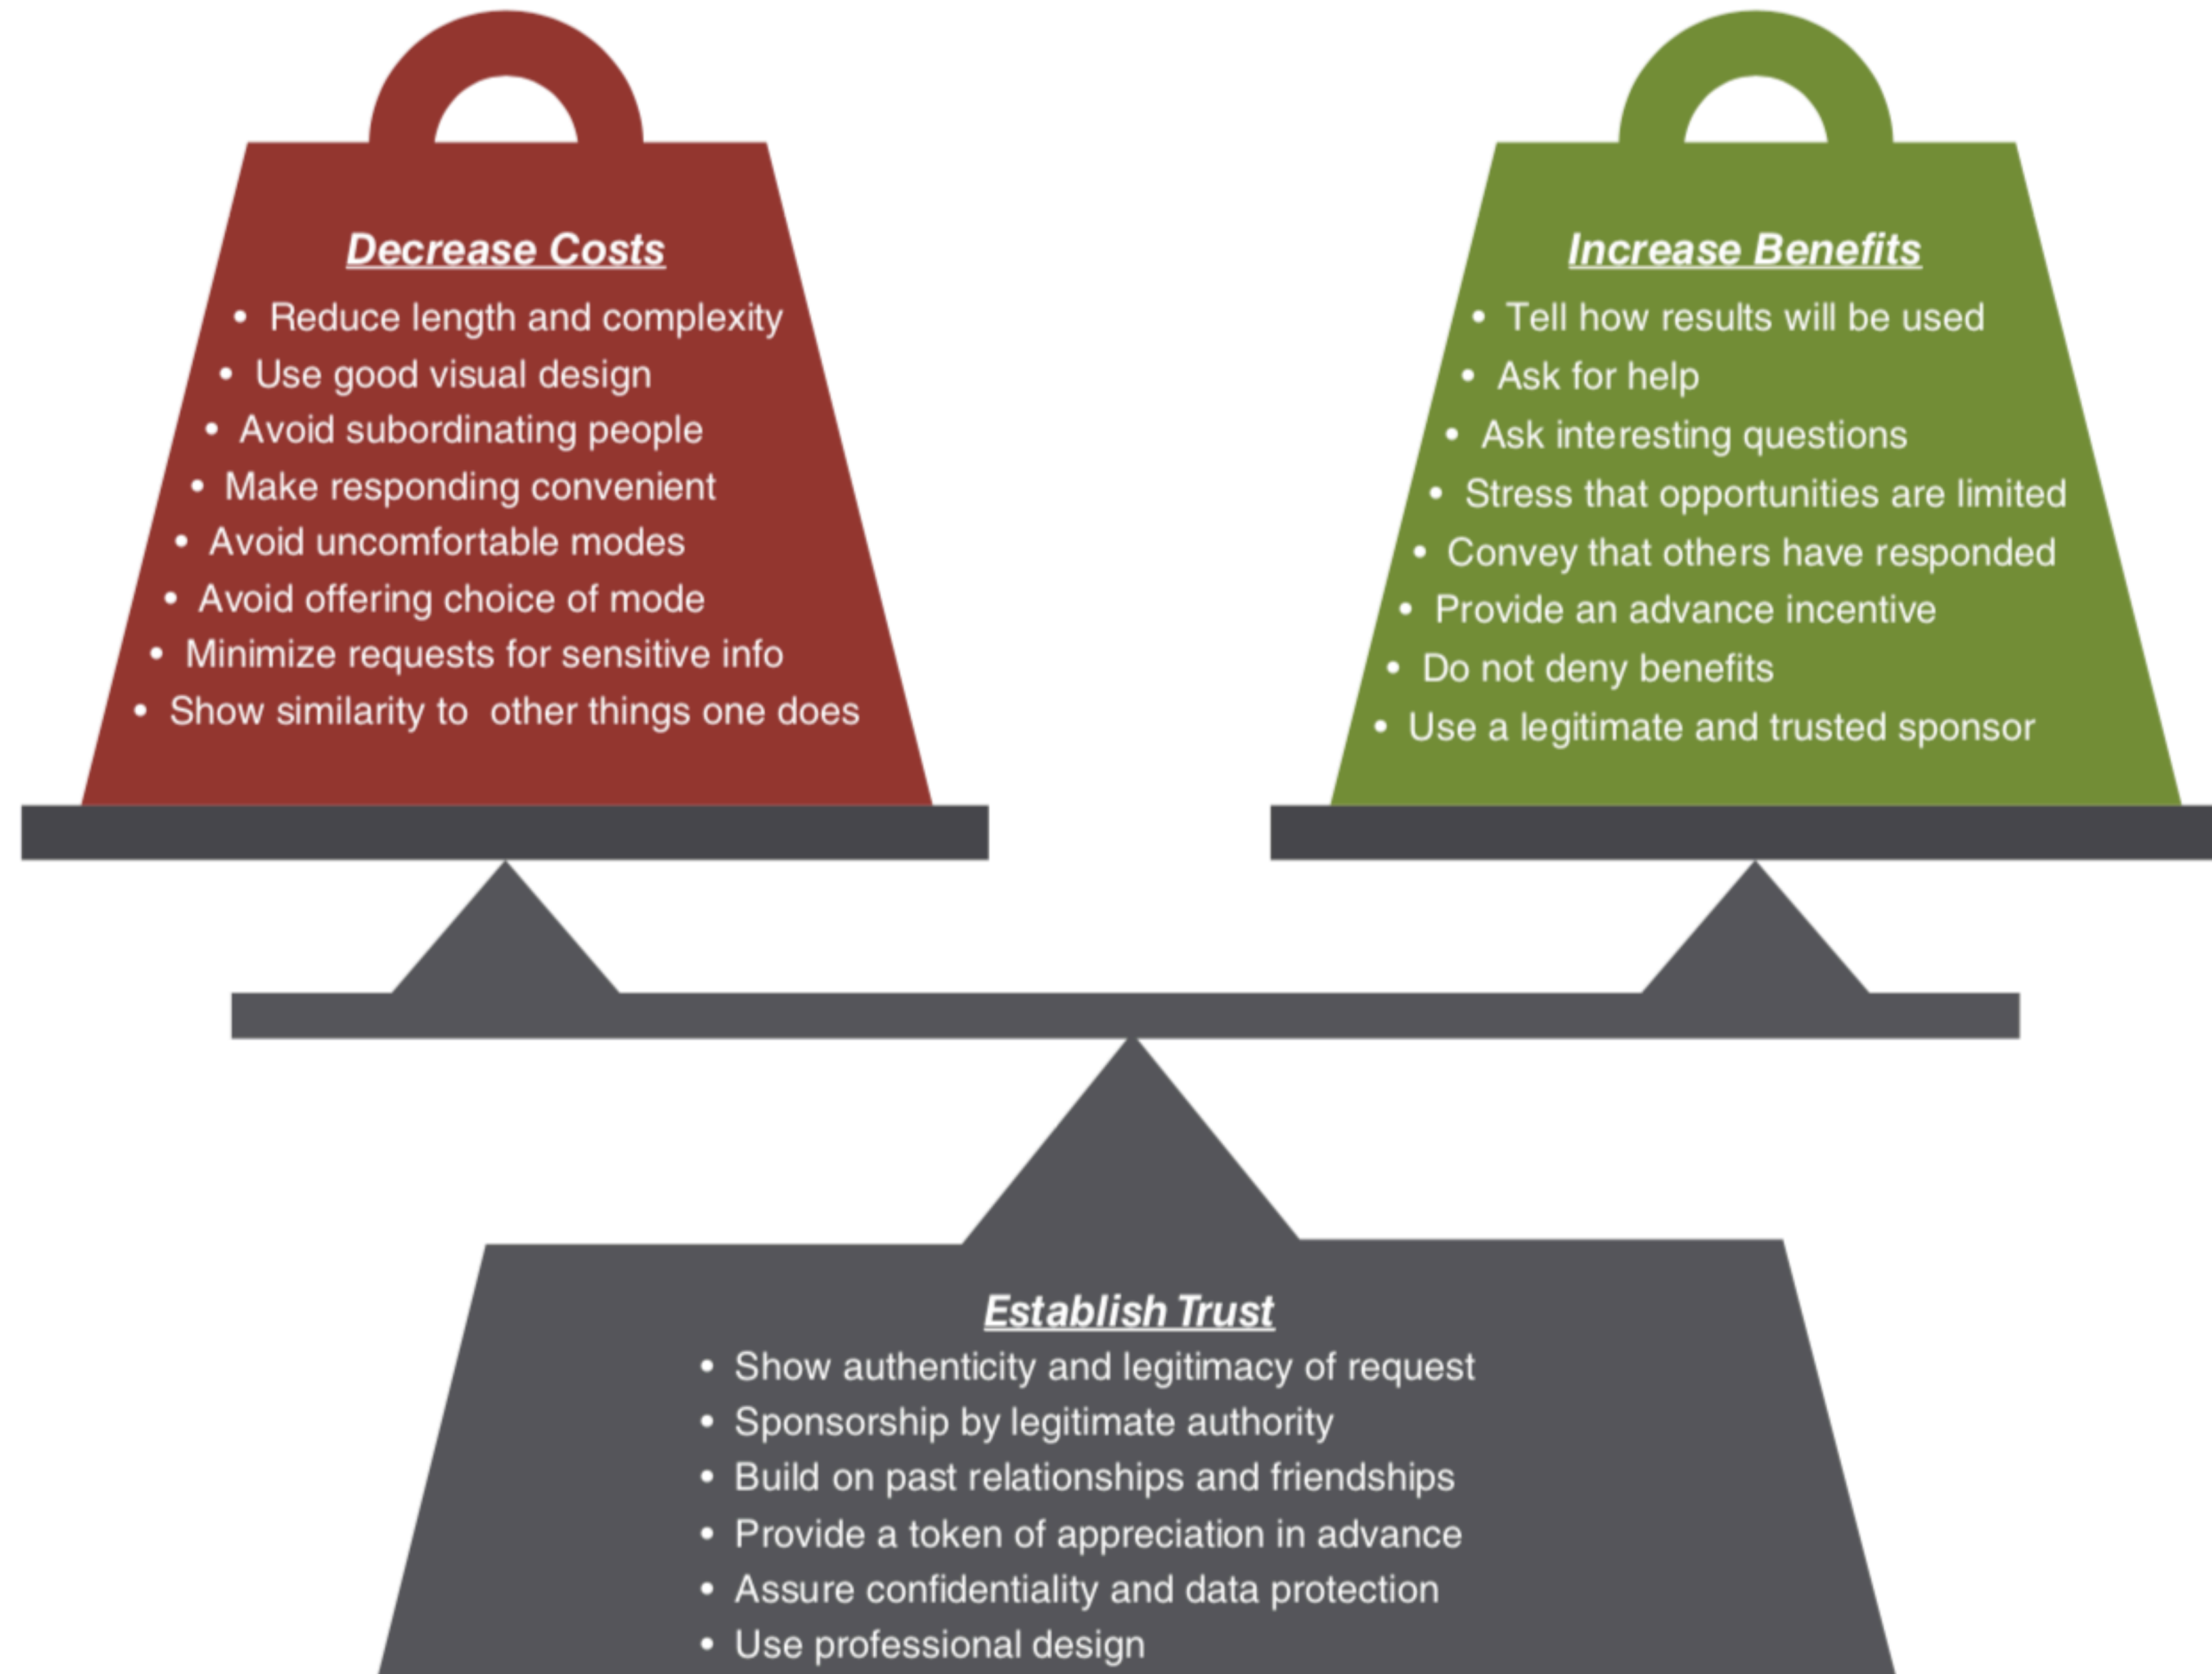 Decrease Costs
• Reduce length and complexity
• Use good visual design
• Avoid subordinating people
• Make responding convenient
• Avoid uncomfortable modes
• Avoid offering choice of mode
• Minimize requests for sensitive info
• Show similarity to  other things one does
Increase Benefits
• Tell how results will be used
• Ask for help
• Ask interesting questions
• Stress that opportunities are limited
• Convey that others have responded
• Provide an advance incentive
• Do not deny benefits
• Use a legitimate and trusted sponsor
Establish Trust
• Show authenticity and legitimacy of request
• Sponsorship by legitimate authority
• Build on past relationships and friendships
• Provide a token of appreciation in advance
• Assure confidentiality and data protection
• Use professional design